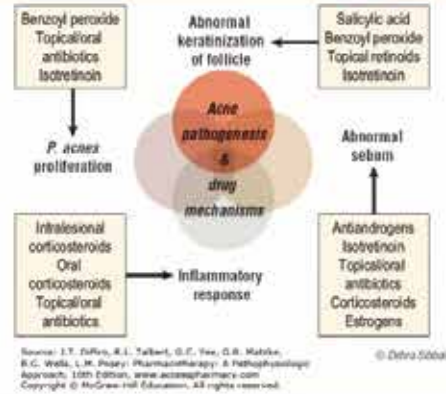 Benzoyl peroxide
Topical/oral
antibiotics
Isotretinoin
Abnormal
keratinization
of follicle
Salicylic acid
Benzoyl peroxide
Topical retinoids
Isotretinoin
P. acnes
proliferation
Acne
pathogenesis
&
drug
mechanisms
Abnormal
sebum
Intralesional
corticosteroids
Oral
corticosteroids
Topical/oral
antibiotics
Inflammatory
response
Antiandrogens
Isotretinoin
Topical/oral
antibiotics
Corticosteroids
Estrogens
Source: J.T. DiPiro, R.L. Talbert, G.C. Yee, G.R. Matzke,
B.G. Wells, L.M. Posey: Pharmacotherapy: A Pathophysiologic
Approach, 10th Edition, www.accesspharmacy.com
Copyright © McGraw-Hill Education. All rights reserved.
© Debra Sibbald